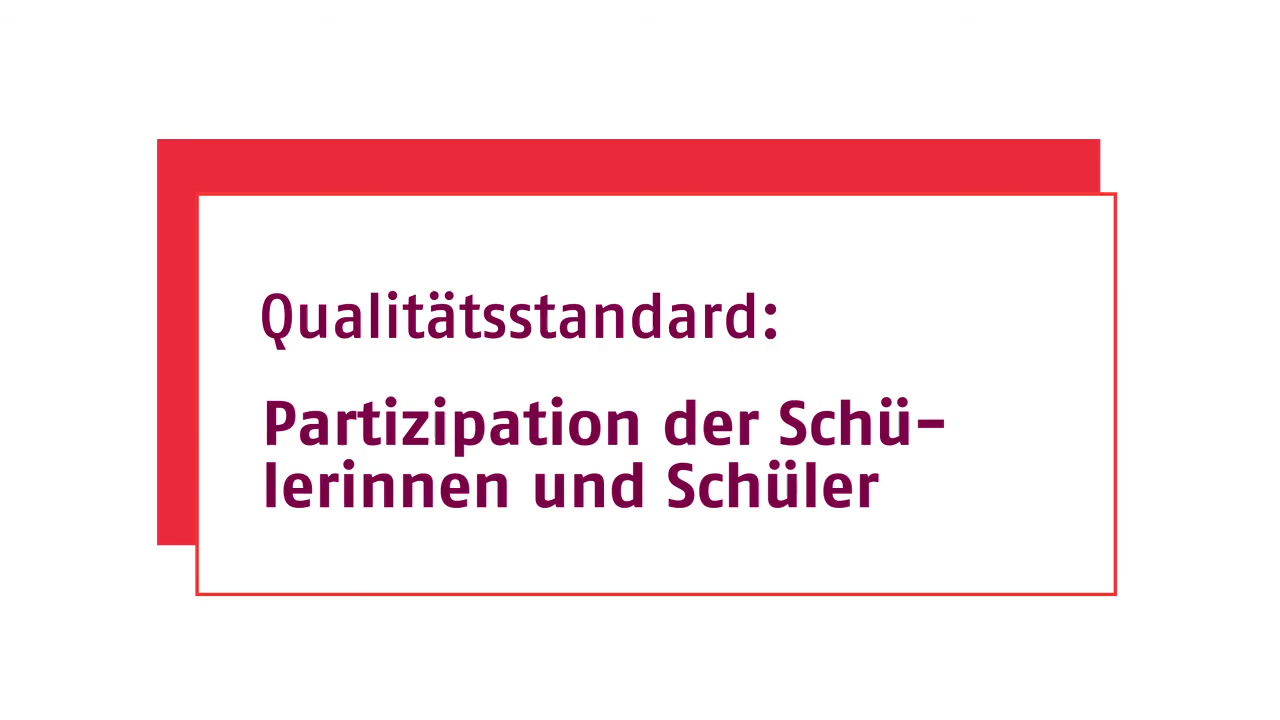 Qualitätsstandard:
Partizipation der Schü-
lerinnen und Schüler